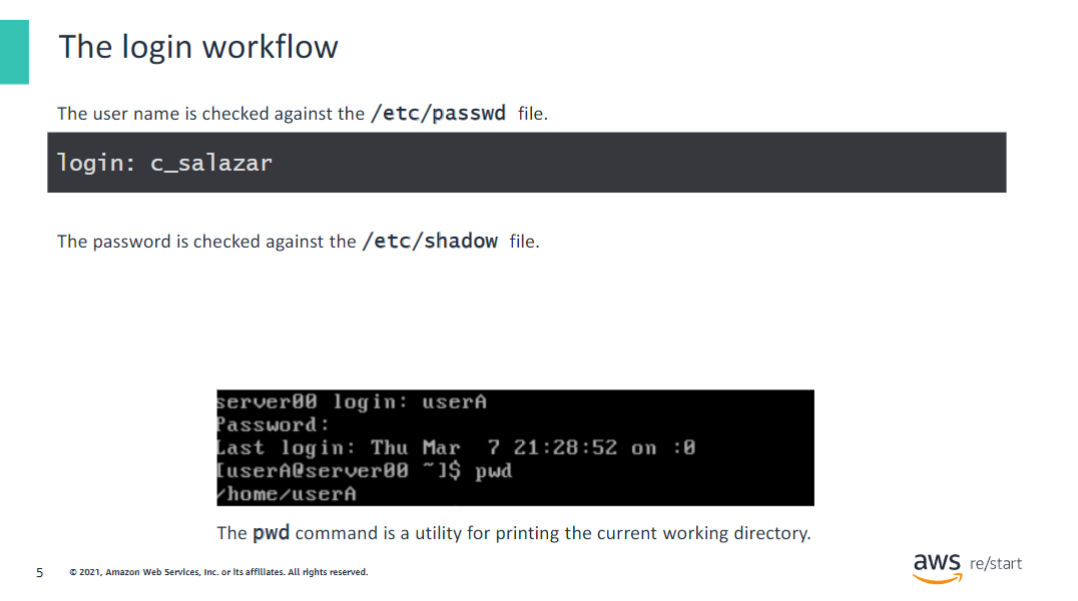 The login workflow
The user name is checked against the /etc/passwd file.
login: c_salazar
The password is checked against the /etc/shadow file.
server00 login: userA
Password:
Last login: Thu Mar  7 21:28:52 on :0
[userA@server00 ~]$ pwd
/home/userA
The pwd command is a utility for printing the current working directory.
5 © 2021, Amazon Web Services, Inc. or its affiliates. All rights reserved.
aws re/start